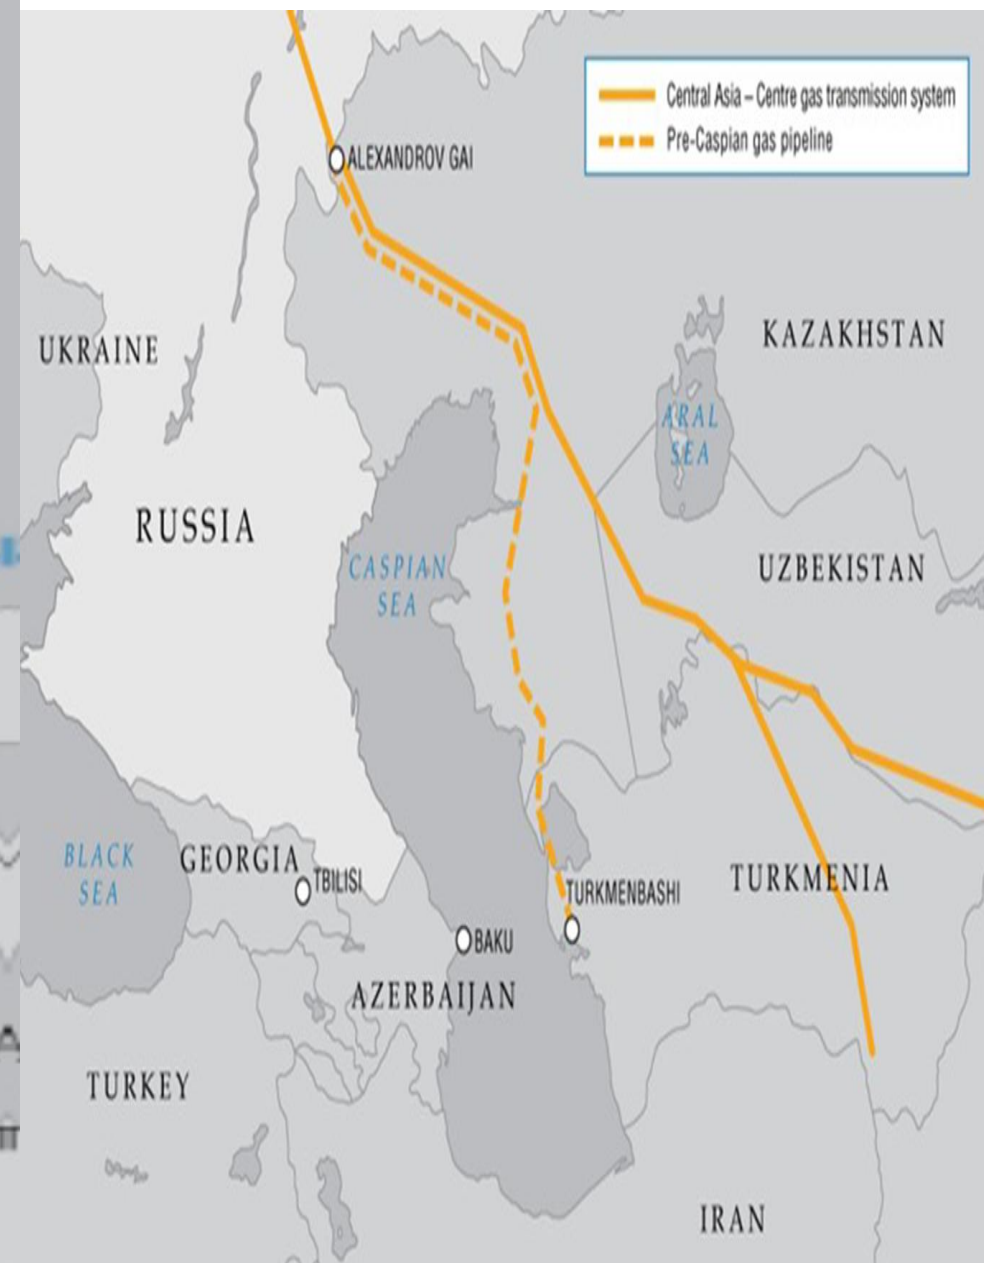 Central Asia – Centre gas transmission system
Pre-Caspian gas pipeline
ALEXANDROV GAI
KAZAKHSTAN
UKRAINE
ARAL
SEA
RUSSIA
CASPIAN
SEA
UZBEKISTAN
BLACK
SEA
GEORGIA
TBILISI
TURKMENBASHI
TURKMENIA
BAKU
AZERBAIJAN
TURKEY
IRAN